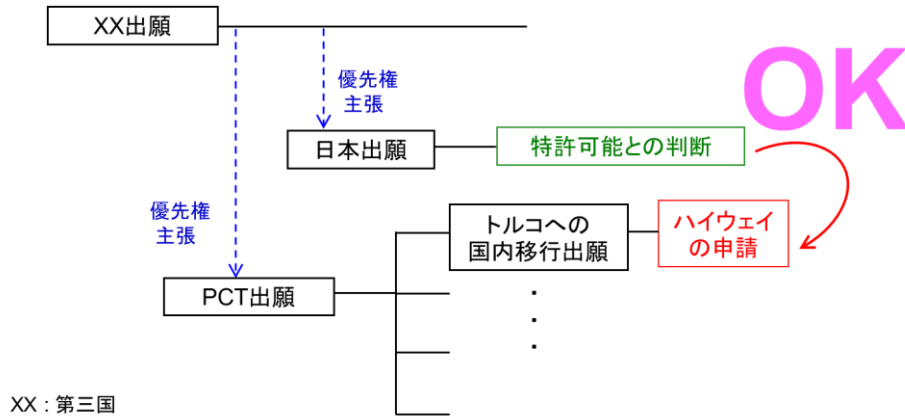 XX出願
OK
優先権
主張
日本出願
特許可能との判断
優先権
主張
トルコへの
国内移行出願
ハイウェイ
の申請
PCT出願
・
・
・
XX : 第三国